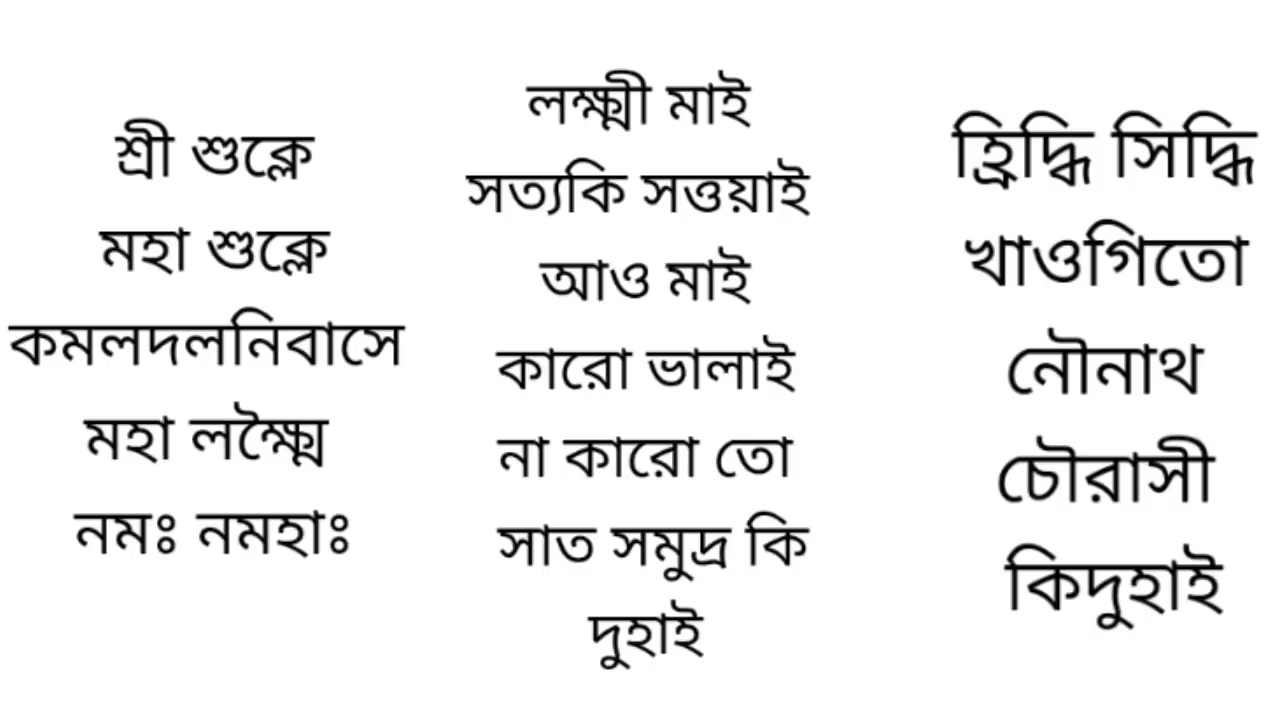 শ্রী শুক্লে
মহা শুক্লে
কমলদলনিবাসে
মহা লক্ষ্মৈ
নমঃ নমহাঃ
লক্ষ্মী মাই
সত্যকি সত্তয়াই
আও মাই
কারো ভালাই
না কারো তো
সাত সমুদ্র কি
দুহাই
হ্রিদ্ধি সিদ্ধি
খাওগিতো
নৌনাথ
চৌরাসী
কিদুহাই